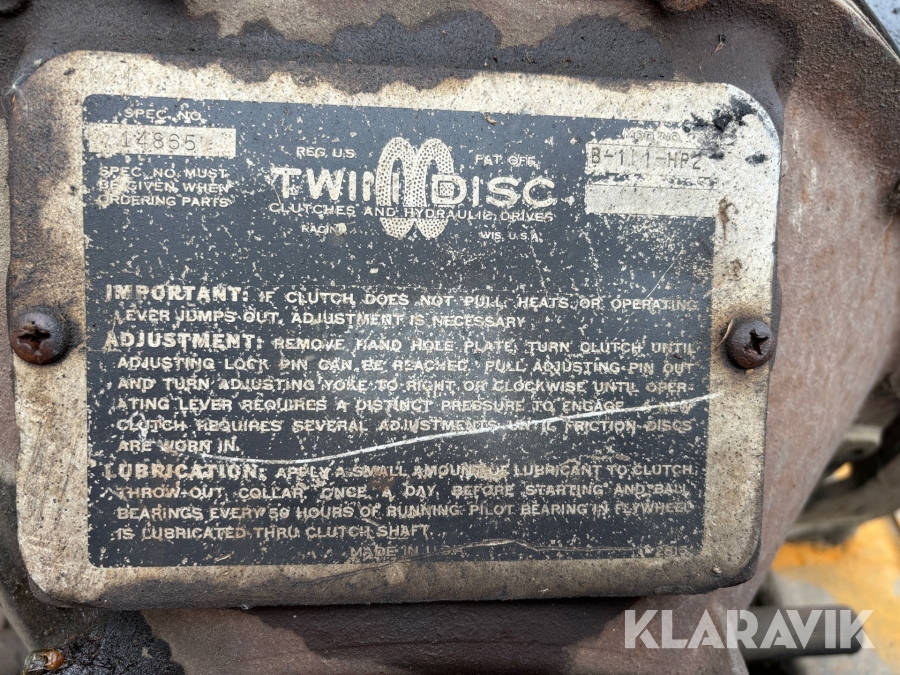 SPEC. NO.
14865
SPEC. NO. MUST
BE GIVEN WHEN
ORDERING PARTS
REG. U.S. PAT. OFF.
TWIN DISC
CLUTCHES AND HYDRAULIC DRIVES
RACINE WIS. U.S.A.
B-111-HP2
IMPORTANT: IF CLUTCH DOES NOT PULL, HEATS, OR OPERATING
LEVER JUMPS OUT, ADJUSTMENT IS NECESSARY
ADJUSTMENT: REMOVE HAND HOLE PLATE, TURN CLUTCH UNTIL
ADJUSTING LOCK PIN CAN BE REACHED. PULL ADJUSTING PIN OUT
AND TURN ADJUSTING YOKE TO RIGHT OR CLOCKWISE UNTIL OPER-
ATING LEVER REQUIRES A DISTINCT PRESSURE TO ENGAGE. A NEW
CLUTCH REQUIRES SEVERAL ADJUSTMENTS UNTIL FRICTION DISCS
ARE WORN IN.
LUBRICATION: APPLY A SMALL AMOUNT OF LUBRICANT TO CLUTCH
THROW-OUT COLLAR ONCE A DAY, BEFORE STARTING AND BALL
BEARINGS EVERY 50 HOURS OF RUNNING. PILOT BEARING IN FLYWHEEL
IS LUBRICATED THRU CLUTCH SHAFT.
MADE IN U.S.A.
KLARAVIK